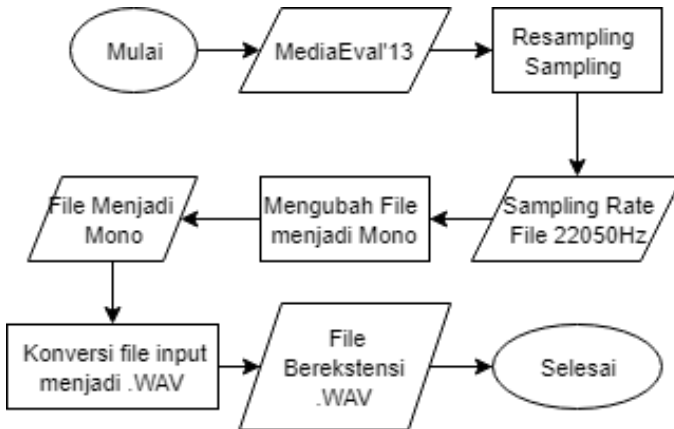 Mulai
MediaEval'13
Resampling
Sampling
Sampling Rate
File 22050Hz
Mengubah File
menjadi Mono
File Menjadi
Mono
Konversi file input
menjadi .WAV
File
Berekstensi
.WAV
Selesai